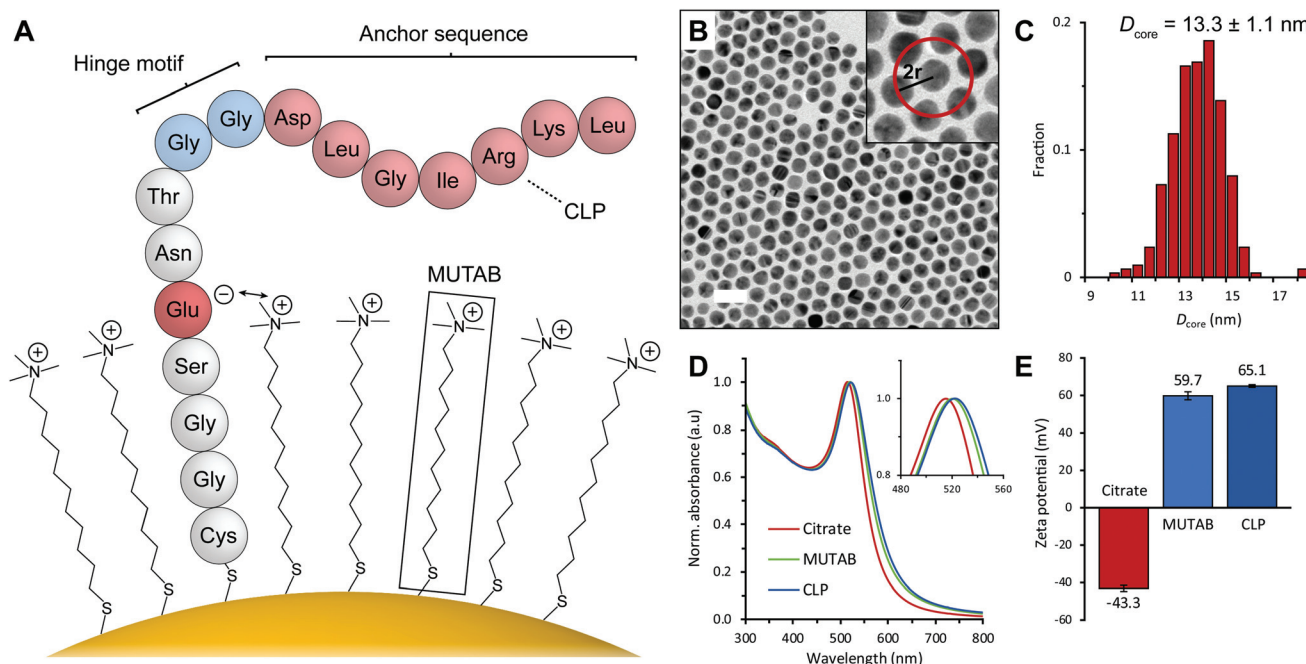 A
Hinge motif
Anchor sequence
Gly
Gly
Asp
Leu
Gly
Ile
Arg
Lys
Leu
CLP
Thr
Asn
Glu
Ser
Gly
Gly
Cys
MUTAB
N
N
N
N
N
N
N
S
S
S
S
S
S
S
B
2r
C
Dcore = 13.3 ± 1.1 nm
0.2
0.1
0
Fraction
9 11 13 15 17
Dcore (nm)
D
Norm. absorbance (a.u)
1.0
0.8
0.6
0.4
0.2
0.0
300 400 500 600 700 800
Wavelength (nm)
Citrate
MUTAB
CLP
1.0
0.8
480 520 560
E
Zeta potential (mV)
80
60
40
20
0
-20
-40
-60
Citrate
-43.3
59.7
MUTAB
65.1
CLP